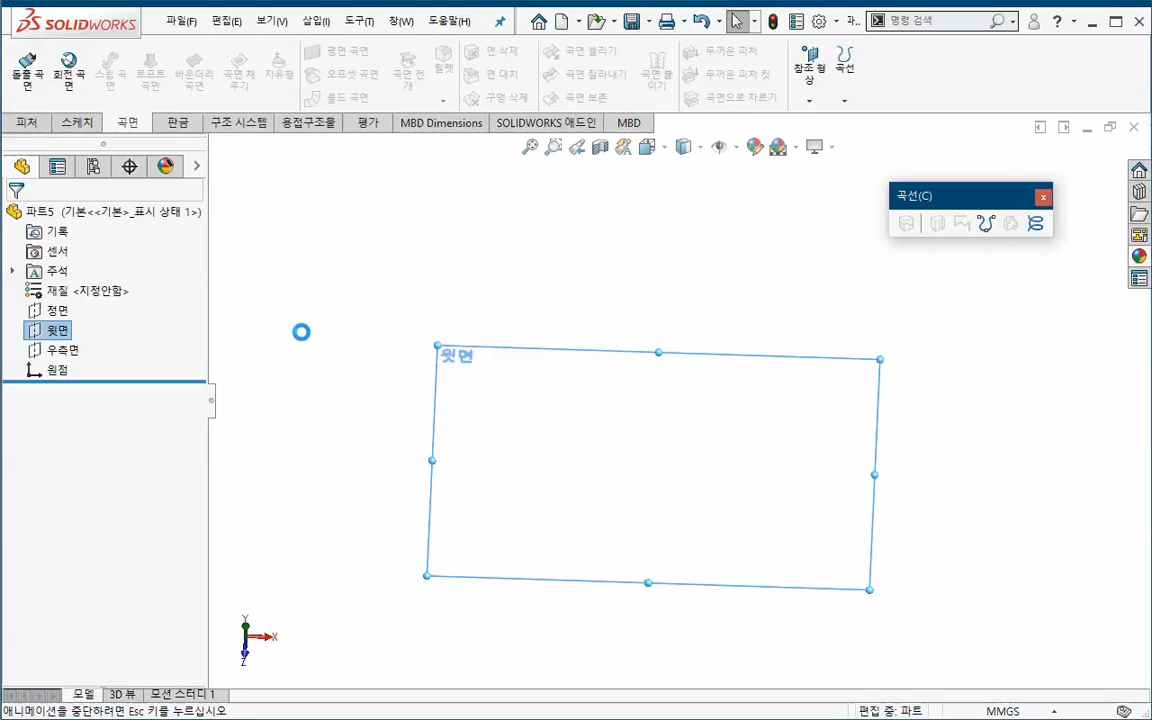 SOLIDWORKS 파일(F) 편집(E) 보기(V) 삽입(I) 도구(T) 창(W) 도움말(H) 파... 명령 검색
돌출 곡면 회전 곡면 스윕 곡면 로프트 곡면 바운더리 곡면 곡면 채우기 자유형
평면 곡면
오프셋 곡면
룰드 곡면
곡면 전개 필렛
면 삭제
면 대치
구멍 삭제
곡면 늘리기
곡면 잘라내기
곡면 보존
곡면 붙이기
두꺼운 피처
두꺼운 피처 컷
곡면으로 자르기
참조 형상 곡선
피처 스케치 곡면 판금 구조 시스템 용접구조물 평가 MBD Dimensions SOLIDWORKS 애드인 MBD
파트5 (기본<<기본>_표시 상태 1>)
기록
센서
주석
재질 <지정안함>
정면
윗면
우측면
원점
곡선(C)
윗면
Y
X
Z
모델 3D 뷰 모션 스터디 1
애니메이션을 중단하려면 Esc 키를 누르십시오 편집 중: 파트 MMGS